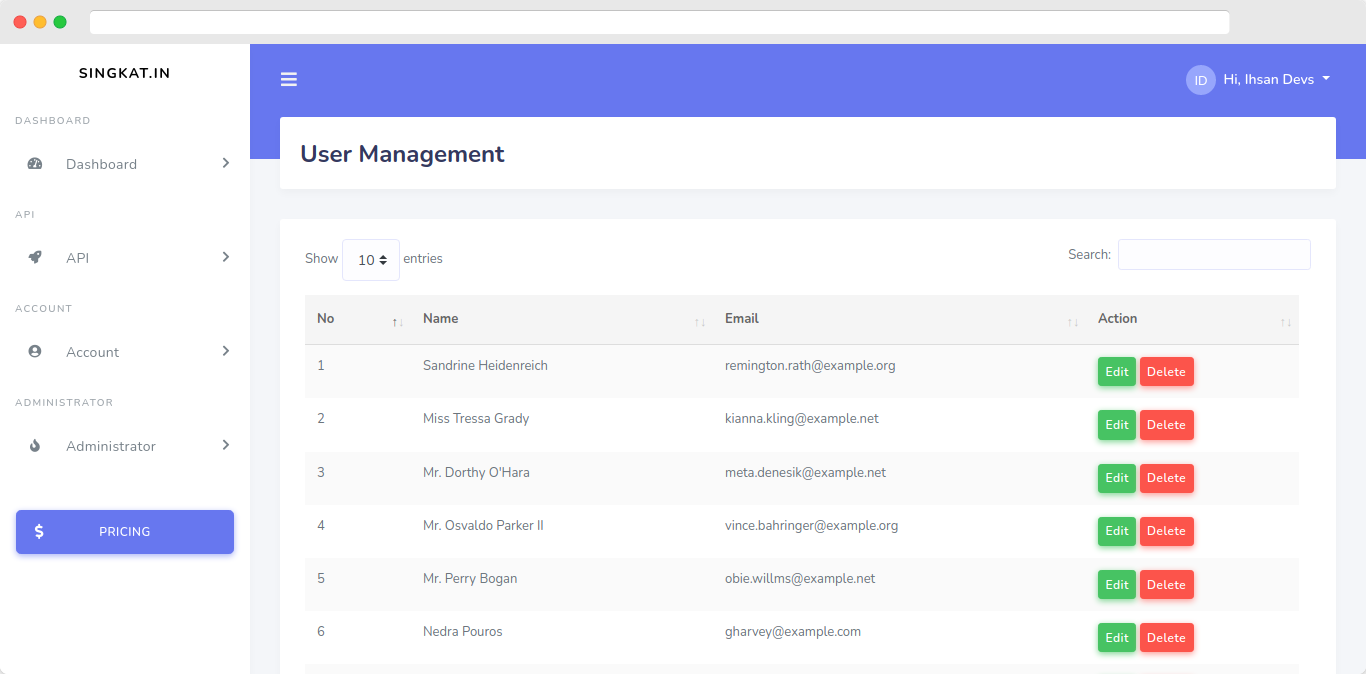 SINGKAT.IN
DASHBOARD
Dashboard
API
API
ACCOUNT
Account
ADMINISTRATOR
Administrator
$ PRICING
ID Hi, Ihsan Devs
User Management
Show 10 entries Search:
No Name Email Action
1 Sandrine Heidenreich remington.rath@example.org Edit Delete
2 Miss Tressa Grady kianna.kling@example.net Edit Delete
3 Mr. Dorthy O'Hara meta.denesik@example.net Edit Delete
4 Mr. Osvaldo Parker II vince.bahringer@example.org Edit Delete
5 Mr. Perry Bogan obie.willms@example.net Edit Delete
6 Nedra Pouros gharvey@example.com Edit Delete